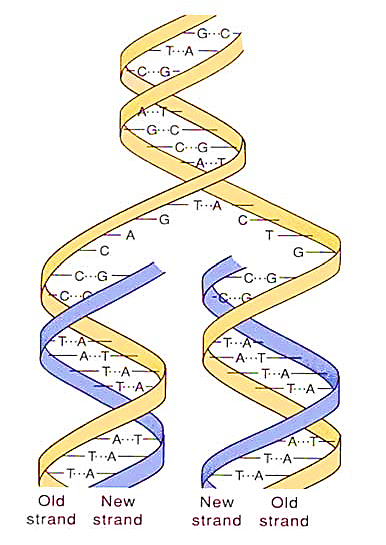 G···C
T···A
C···G
A···T
G···C
C···G
A···T
T···A
G C
A T
C G
C···G C···G
C···G C···G
T···A T···A
A···T A···T
T···A T···A
T···A T···A
A···T A···T
T···A T···A
T···A T···A
Old New New Old
strand strand strand strand